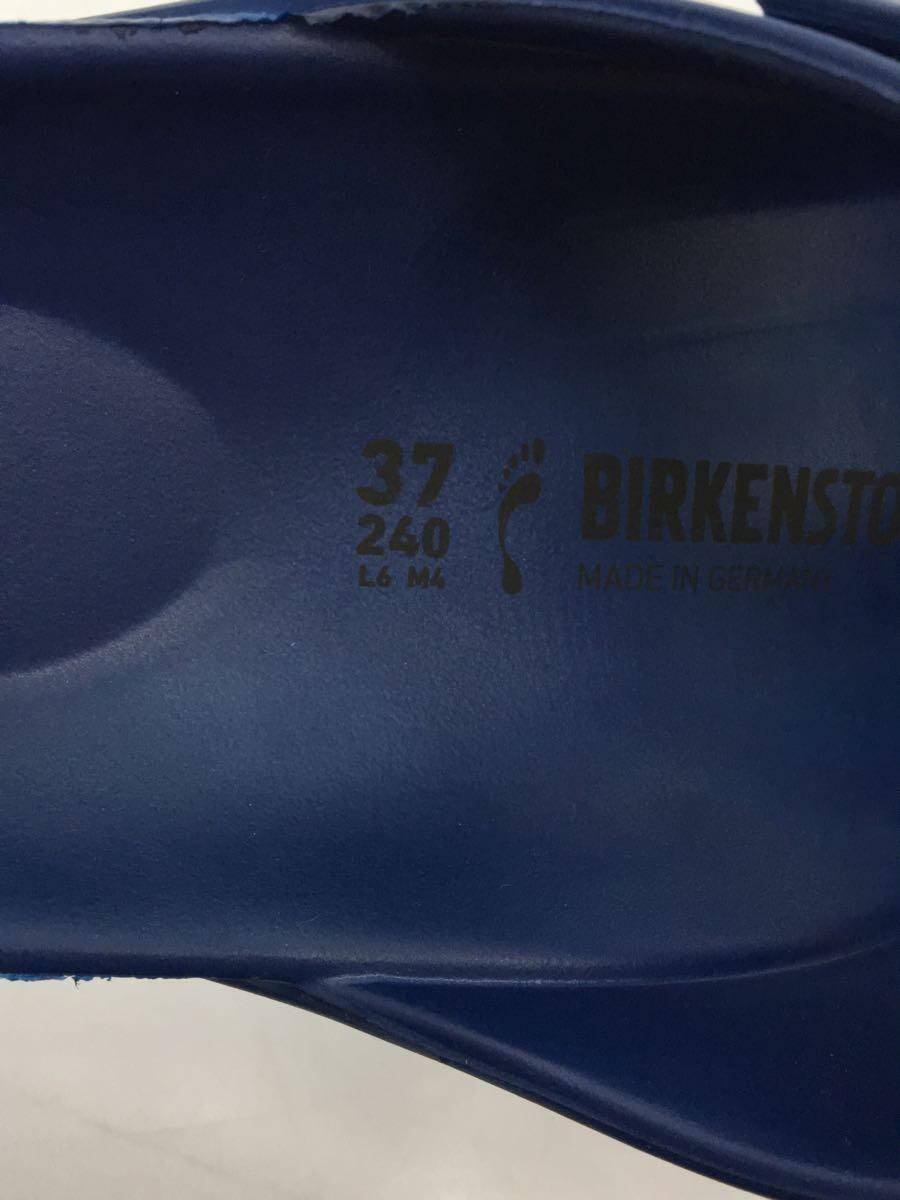 37
240
L6 M4
BIRKENSTO
MADE IN GERMANY